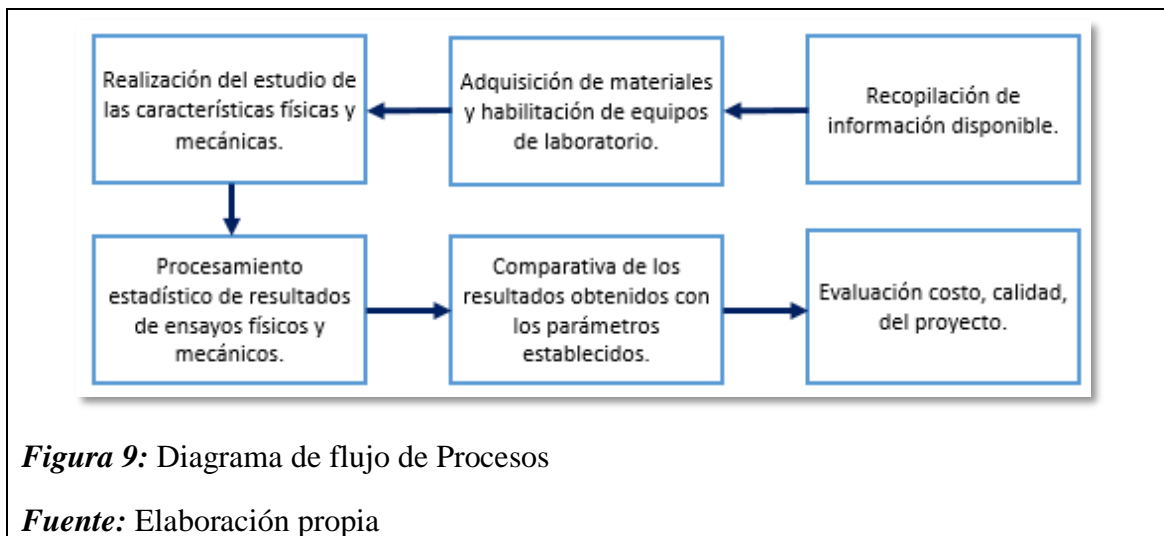 Realización del estudio de
las características físicas y
mecánicas.
Adquisición de materiales
y habilitación de equipos
de laboratorio.
Recopilación de
información disponible.
Procesamiento
estadístico de resultados
de ensayos físicos y
mecánicos.
Comparativa de los
resultados obtenidos con
los parámetros
establecidos.
Evaluación costo, calidad,
del proyecto.
Figura 9: Diagrama de flujo de Procesos
Fuente: Elaboración propia